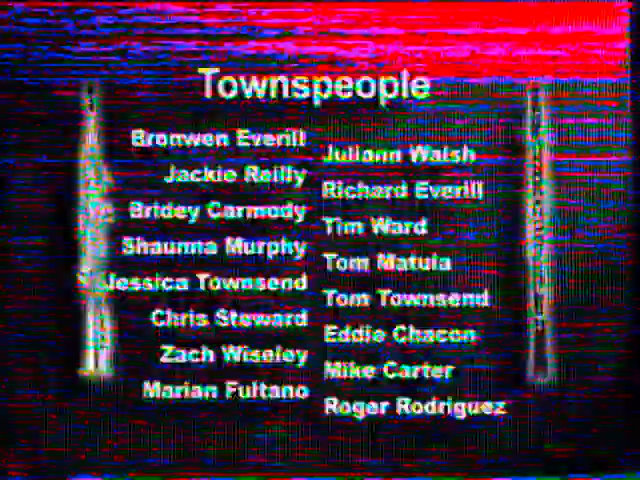 Townspeople
Bronwen Everill
Juliann Walsh
Jackie Reilly
Richard Everill
Bridey Carmody
Tim Ward
Shaunna Murphy
Tom Matula
Jessica Townsend
Tom Townsend
Chris Steward
Eddie Chacon
Zach Wiseley
Mike Carter
Marian Fultano
Roger Rodriguez